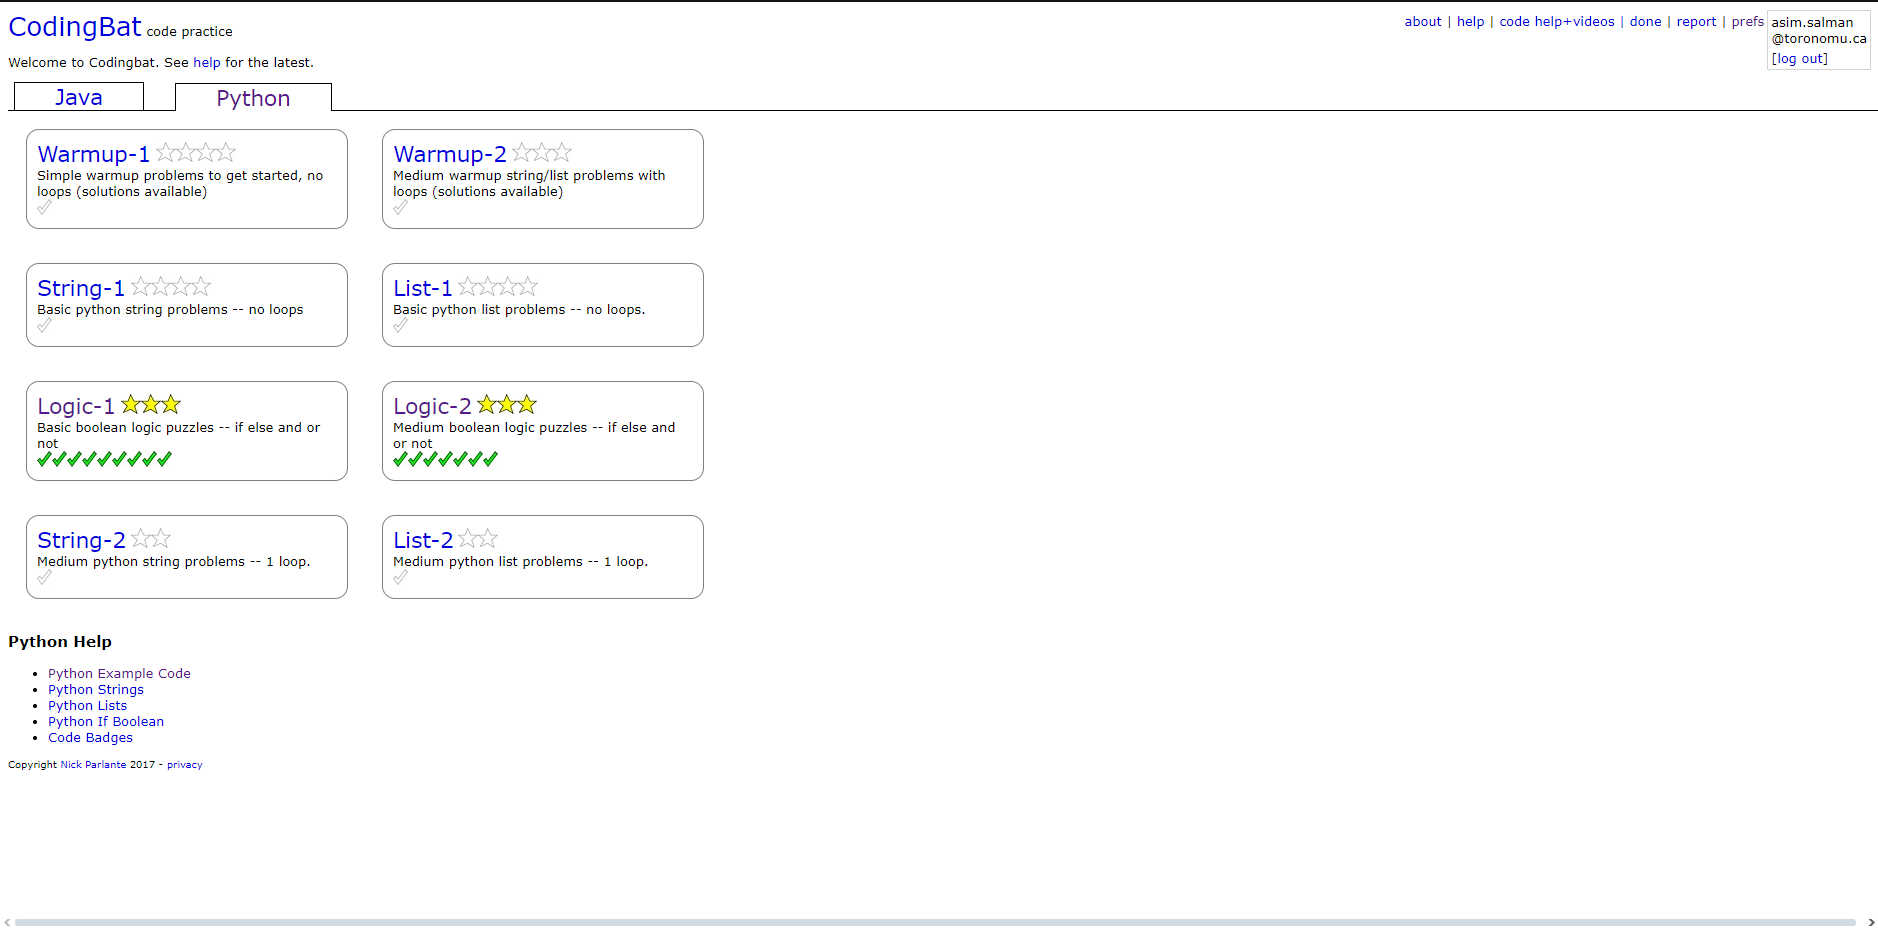 CodingBat code practice
about | help | code help+videos | done | report | prefs
asim.salman
@toronomu.ca
[log out]
Welcome to Codingbat. See help for the latest.
Java
Python
Warmup-1
Simple warmup problems to get started, no
loops (solutions available)
Warmup-2
Medium warmup string/list problems with
loops (solutions available)
String-1
Basic python string problems -- no loops
List-1
Basic python list problems -- no loops.
Logic-1
Basic boolean logic puzzles -- if else and or
not
Logic-2
Medium boolean logic puzzles -- if else and
or not
String-2
Medium python string problems -- 1 loop.
List-2
Medium python list problems -- 1 loop.
Python Help
Python Example Code
Python Strings
Python Lists
Python If Boolean
Code Badges
Copyright Nick Parlante 2017 - privacy